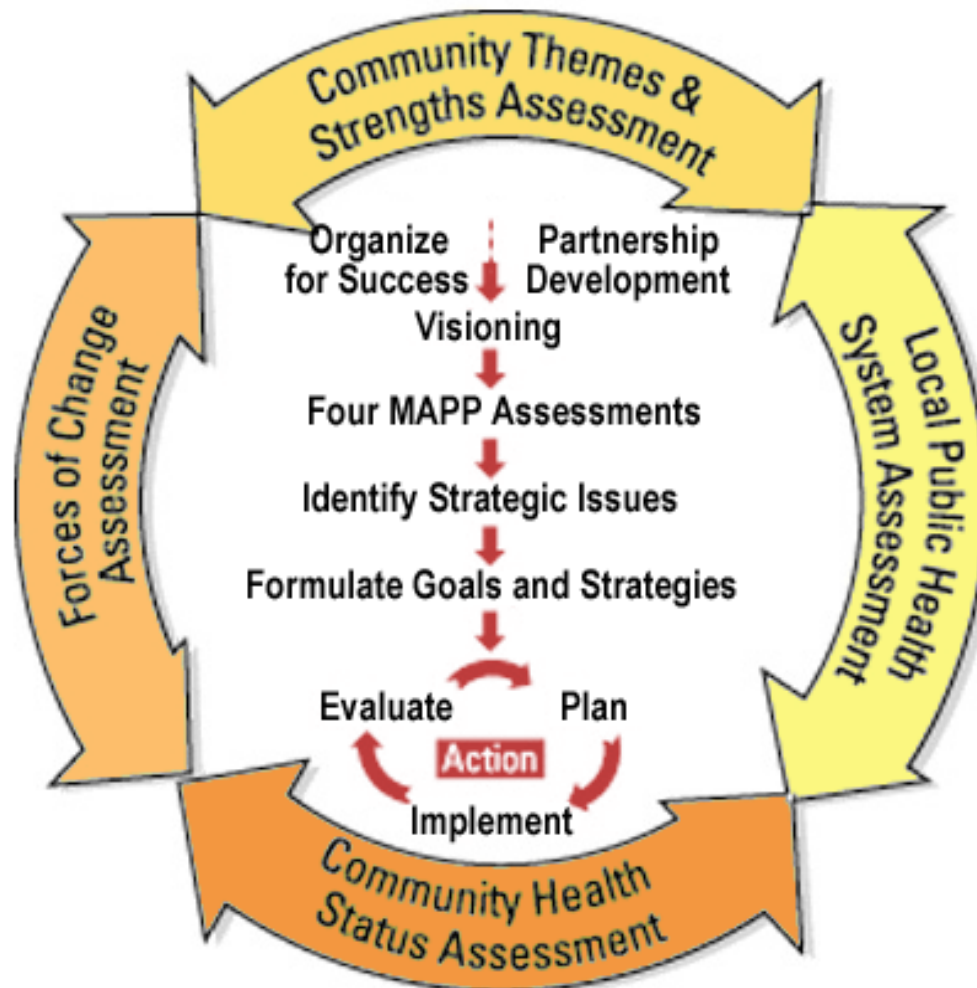 Community Themes &
Strengths Assessment
Organize
for Success
Partnership
Development
Visioning
Four MAPP Assessments
Identify Strategic Issues
Formulate Goals and Strategies
Evaluate
Plan
Action
Implement
Forces of Change
Assessment
Local Public Health
System Assessment
Community Health
Status Assessment